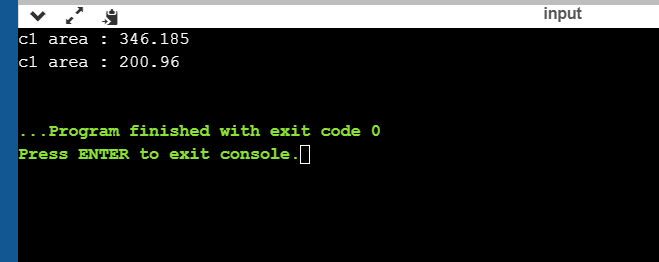 input
c1 area : 346.185
c1 area : 200.96
...Program finished with exit code 0
Press ENTER to exit console.